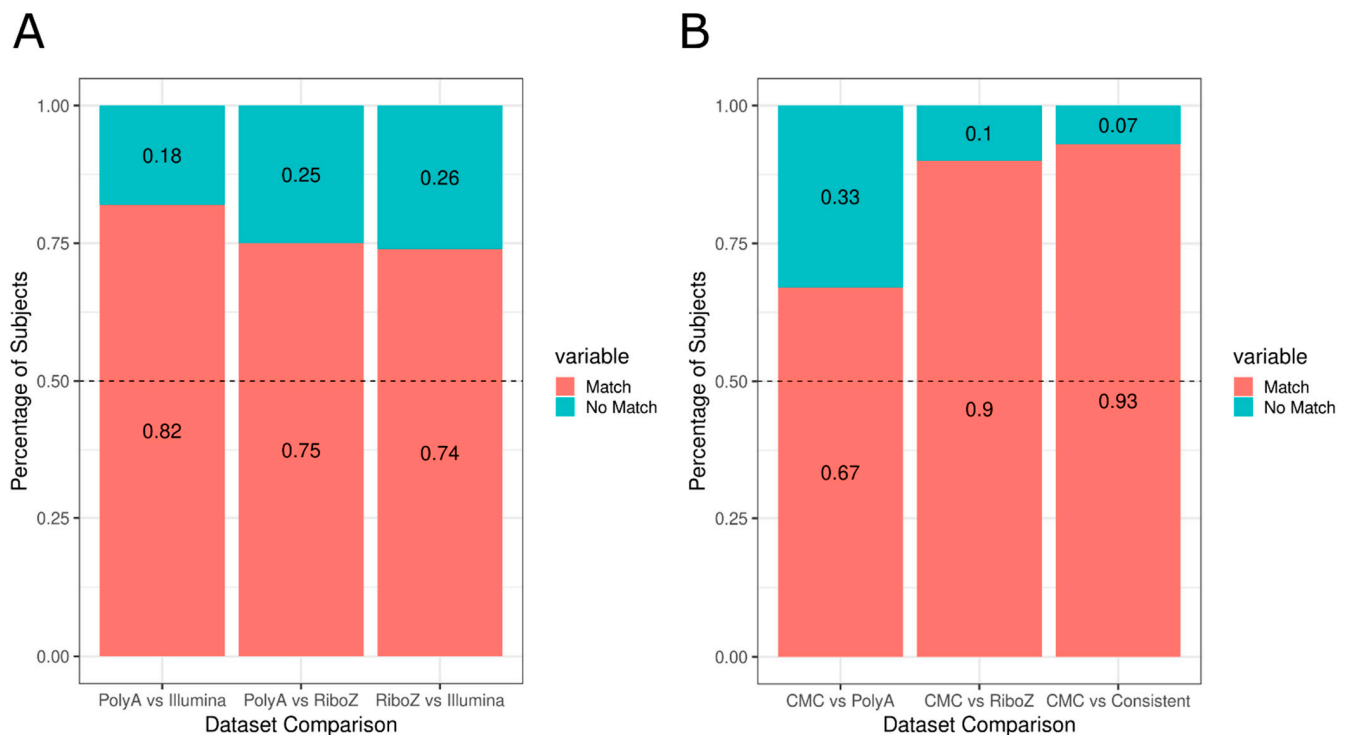 A
Percentage of Subjects
1.00
0.75
0.50
0.25
0.00
0.18
0.25
0.26
0.82
0.75
0.74
PolyA vs Illumina PolyA vs RiboZ RiboZ vs Illumina
Dataset Comparison
variable
Match
No Match
B
Percentage of Subjects
1.00
0.75
0.50
0.25
0.00
0.33
0.1
0.07
0.67
0.9
0.93
CMC vs PolyA CMC vs RiboZ CMC vs Consistent
Dataset Comparison
variable
Match
No Match